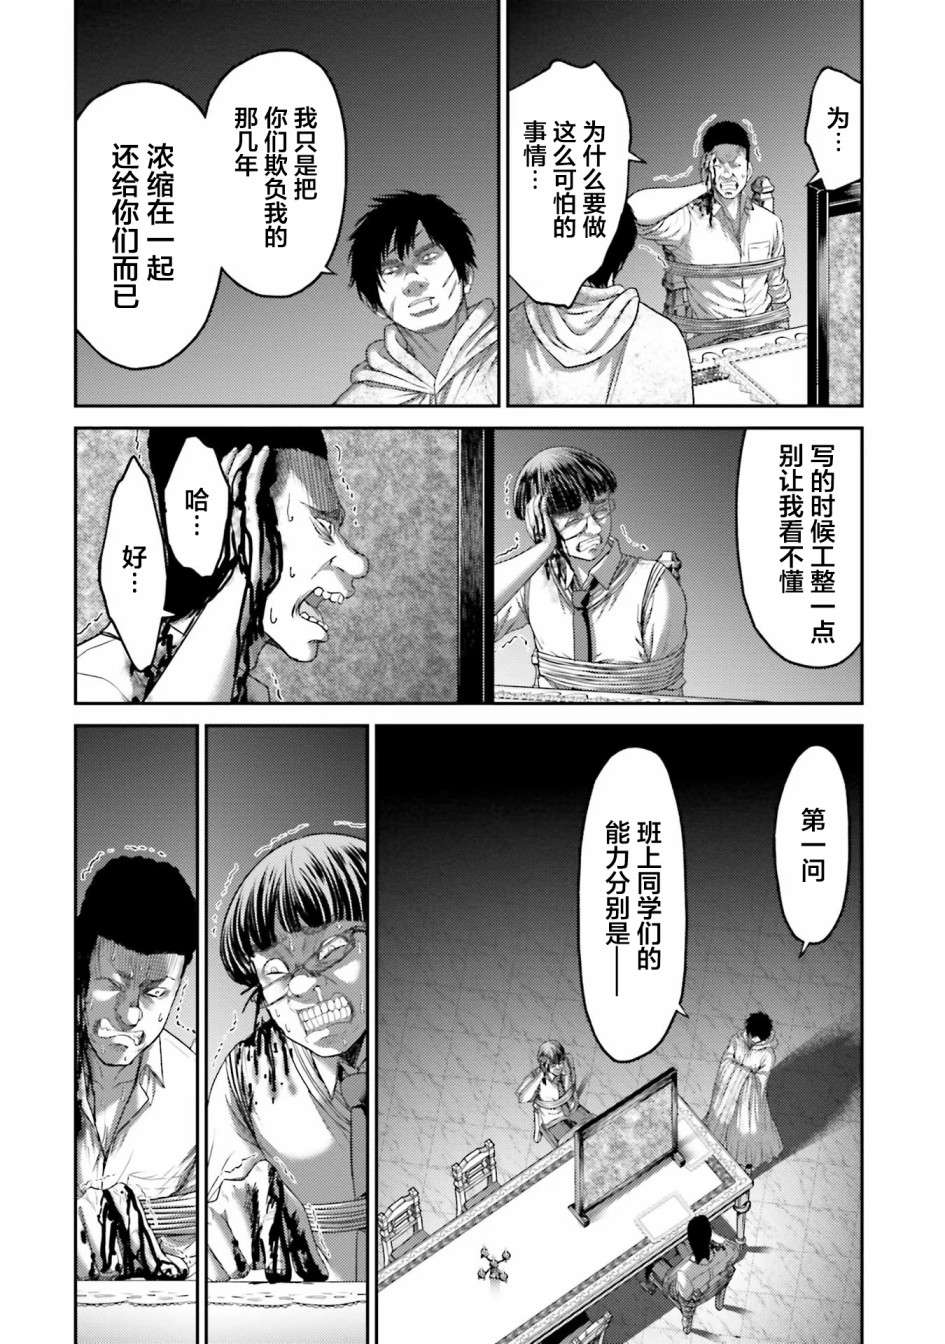 为…
为什么要做
这么可怕的
事情…
我只是把
你们欺负我的
那几年
浓缩在一起
还给你们而已
写的时候工整一点
别让我看不懂
哈…
好…
第一问
班上同学们的
能力分别是——